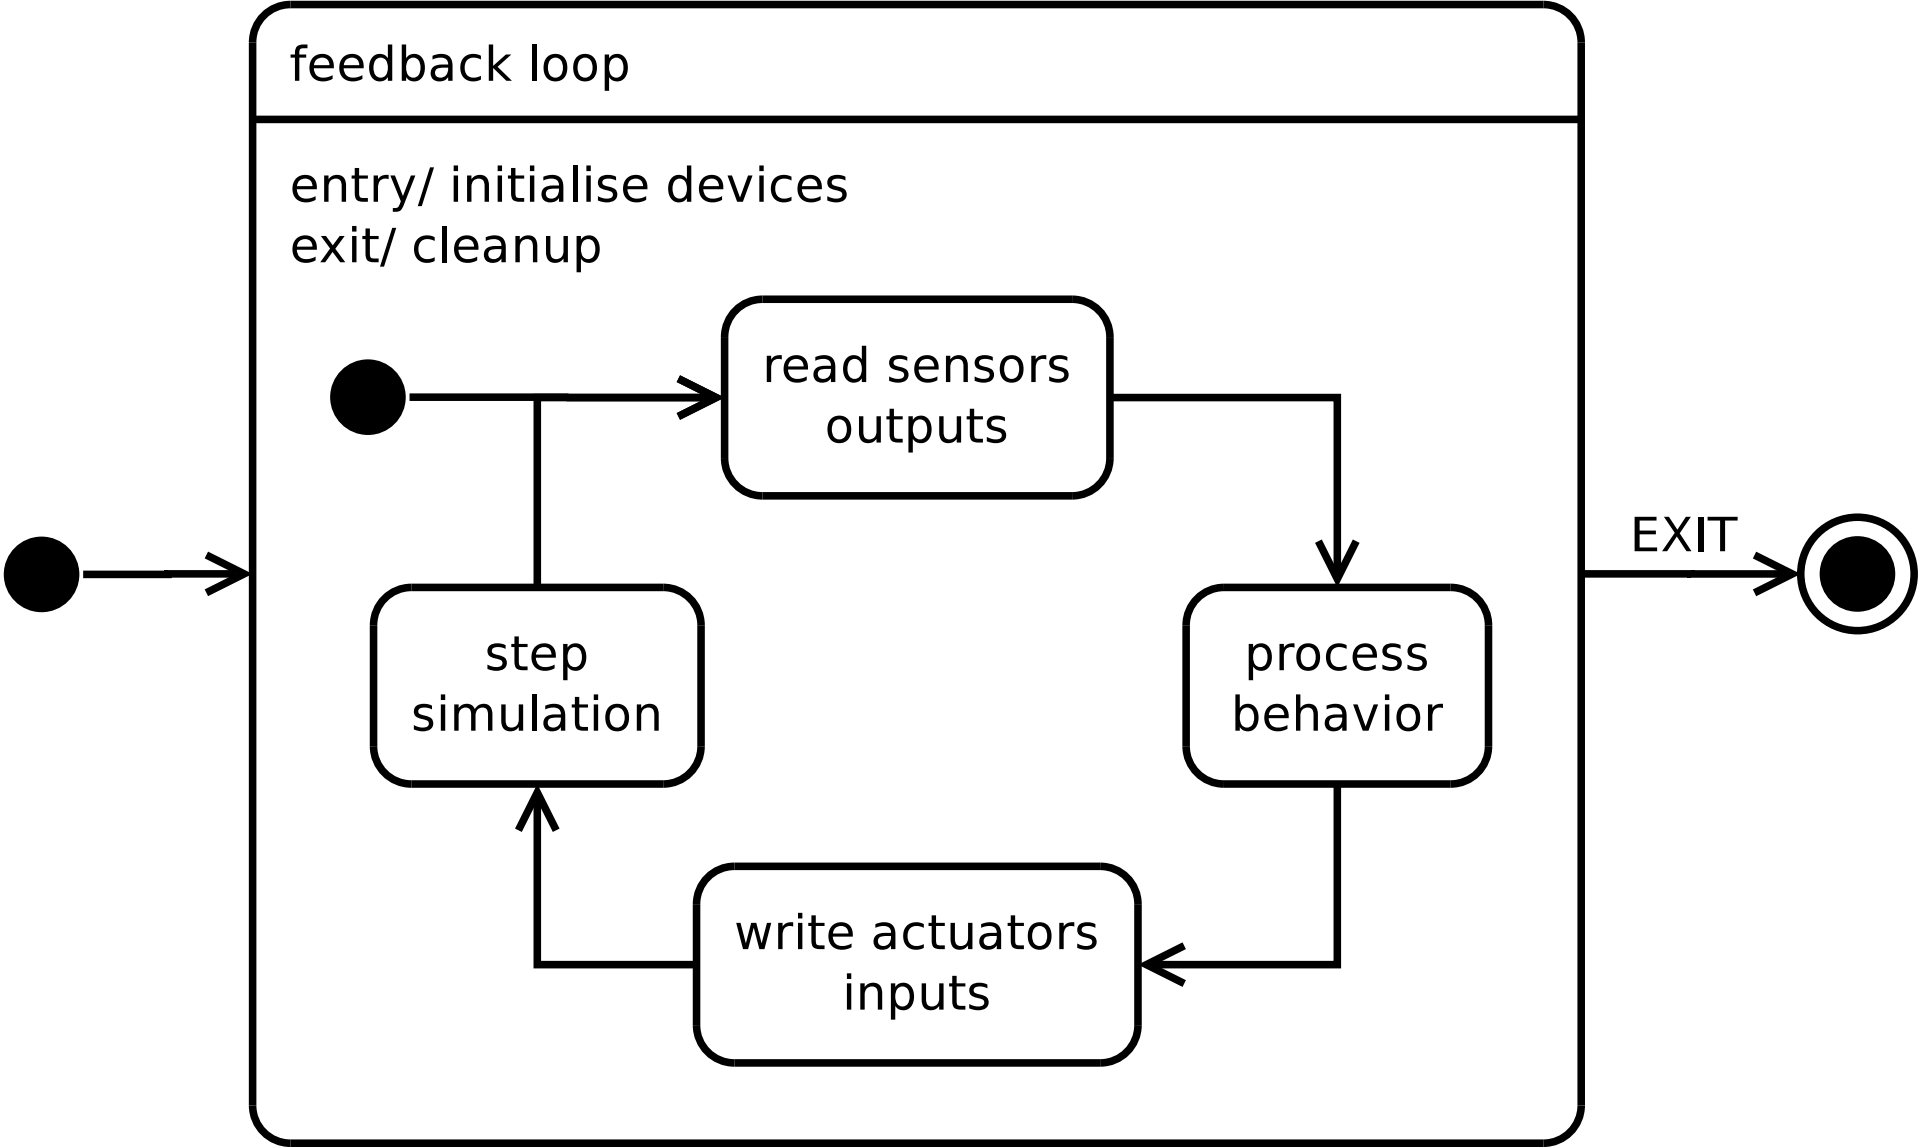 feedback loop
entry/ initialise devices
exit/ cleanup
read sensors
outputs
EXIT
step
simulation
process
behavior
write actuators
inputs